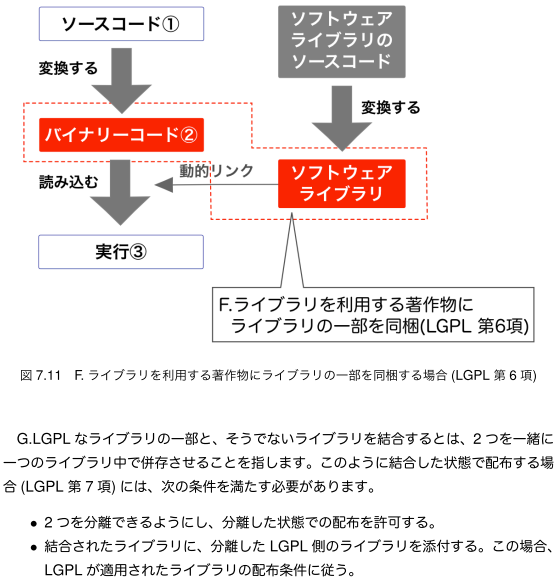 ソースコード①
ソフトウェア
ライブラリの
ソースコード
変換する
変換する
バイナリーコード②
動的リンク
ソフトウェア
ライブラリ
読み込む
実行③
F.ライブラリを利用する著作物に
ライブラリの一部を同梱(LGPL 第6項)
図 7.11　F. ライブラリを利用する著作物にライブラリの一部を同梱する場合 (LGPL 第 6 項)
G.LGPL なライブラリの一部と、そうでないライブラリを結合するとは、2 つを一緒に
一つのライブラリ中で併存させることを指します。このように結合した状態で配布する場
合 (LGPL 第 7 項) には、次の条件を満たす必要があります。
• 2 つを分離できるようにし、分離した状態での配布を許可する。
• 結合されたライブラリに、分離した LGPL 側のライブラリを添付する。この場合、
LGPL が適用されたライブラリの配布条件に従う。